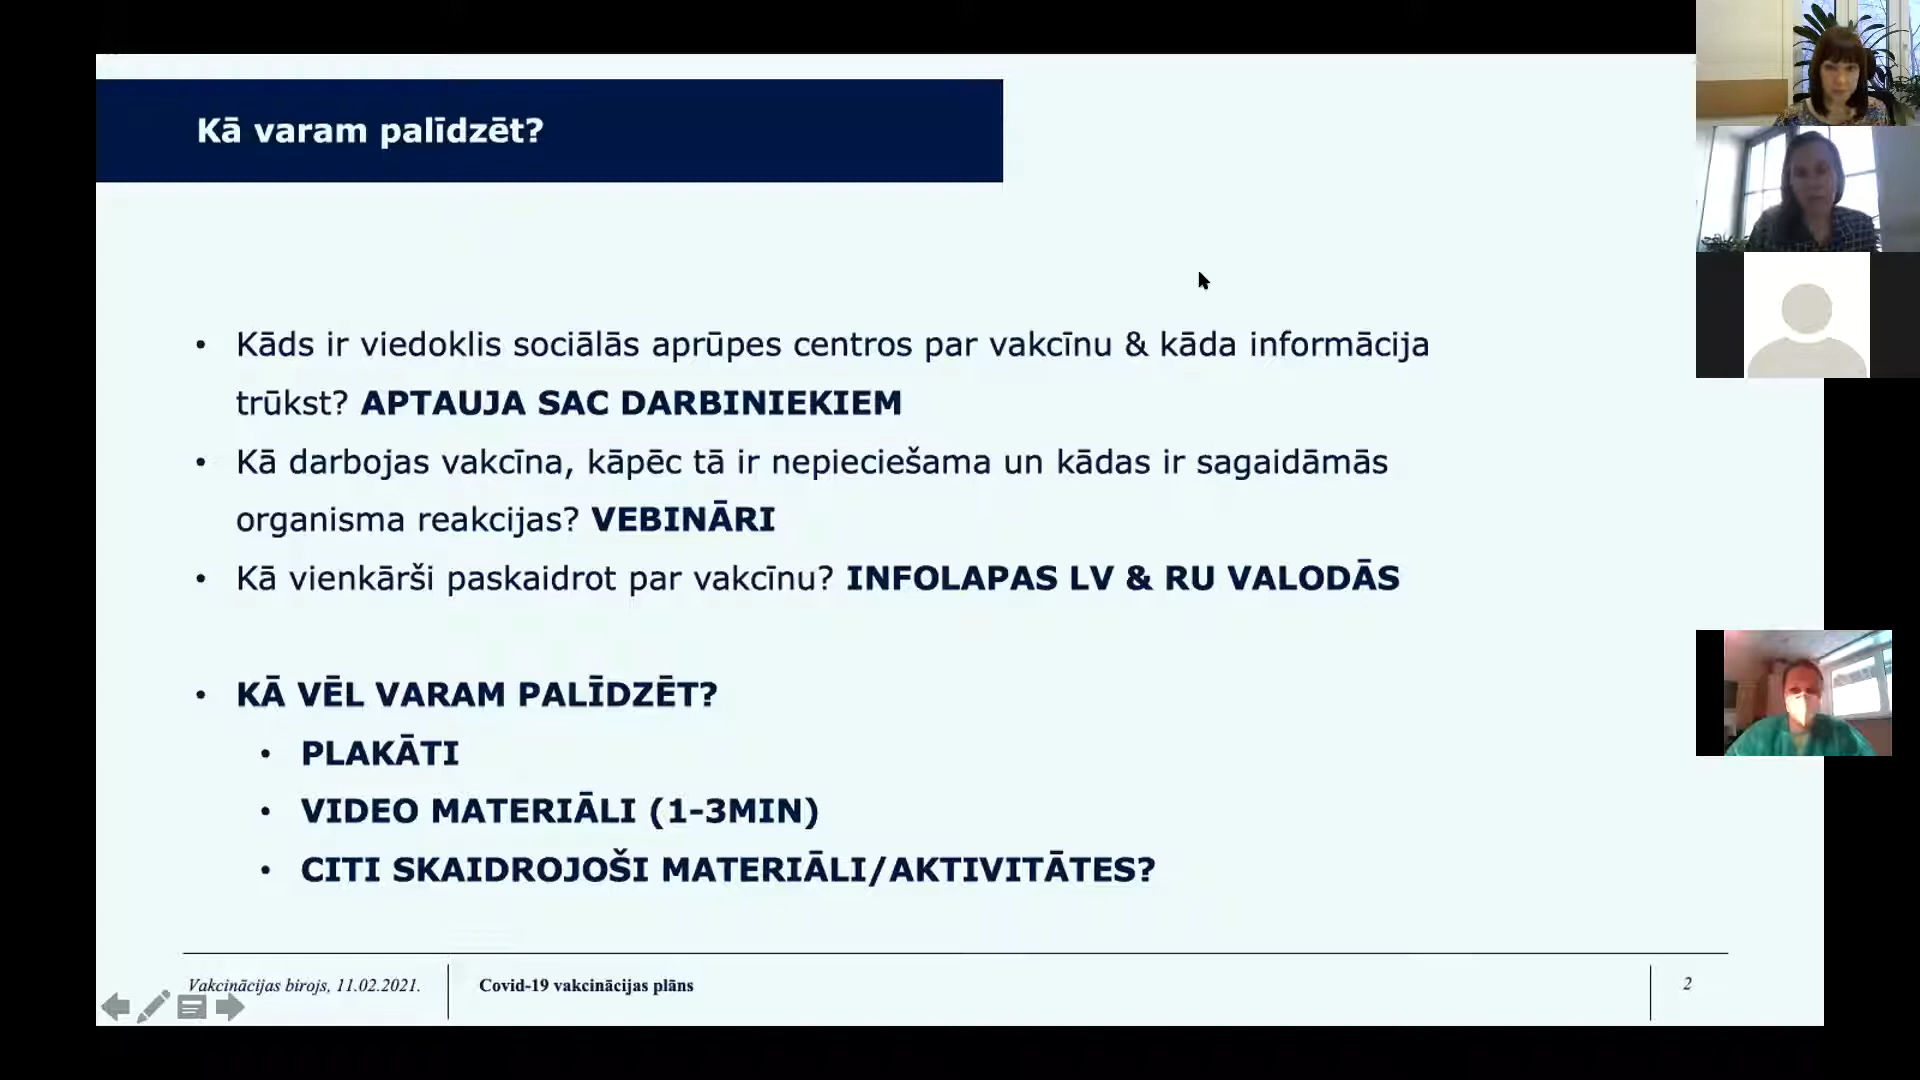 Kā varam palīdzēt?
• Kāds ir viedoklis sociālās aprūpes centros par vakcīnu & kāda informācija
trūkst? APTAUJA SAC DARBINIEKIEM
• Kā darbojas vakcīna, kāpēc tā ir nepieciešama un kādas ir sagaidāmās
organisma reakcijas? VEBINĀRI
• Kā vienkārši paskaidrot par vakcīnu? INFOLAPAS LV & RU VALODĀS
• KĀ VĒL VARAM PALĪDZĒT?
• PLAKĀTI
• VIDEO MATERIĀLI (1-3MIN)
• CITI SKAIDROJOŠI MATERIĀLI/AKTIVITĀTES?
Vakcinācijas birojs, 11.02.2021.
Covid-19 vakcinācijas plāns
2